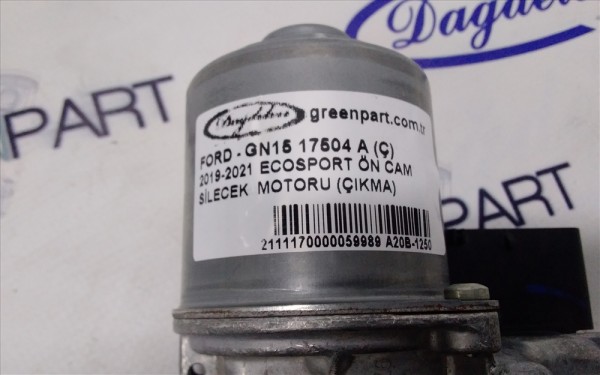 Dagdelen
PART
PART
Dagdelen greenpart.com.tr
FORD - GN15 17504 A (Ç)
2019-2021 ECOSPORT ÖN CAM
SİLECEK MOTORU (ÇIKMA)
2111170000059989 A20B-1250